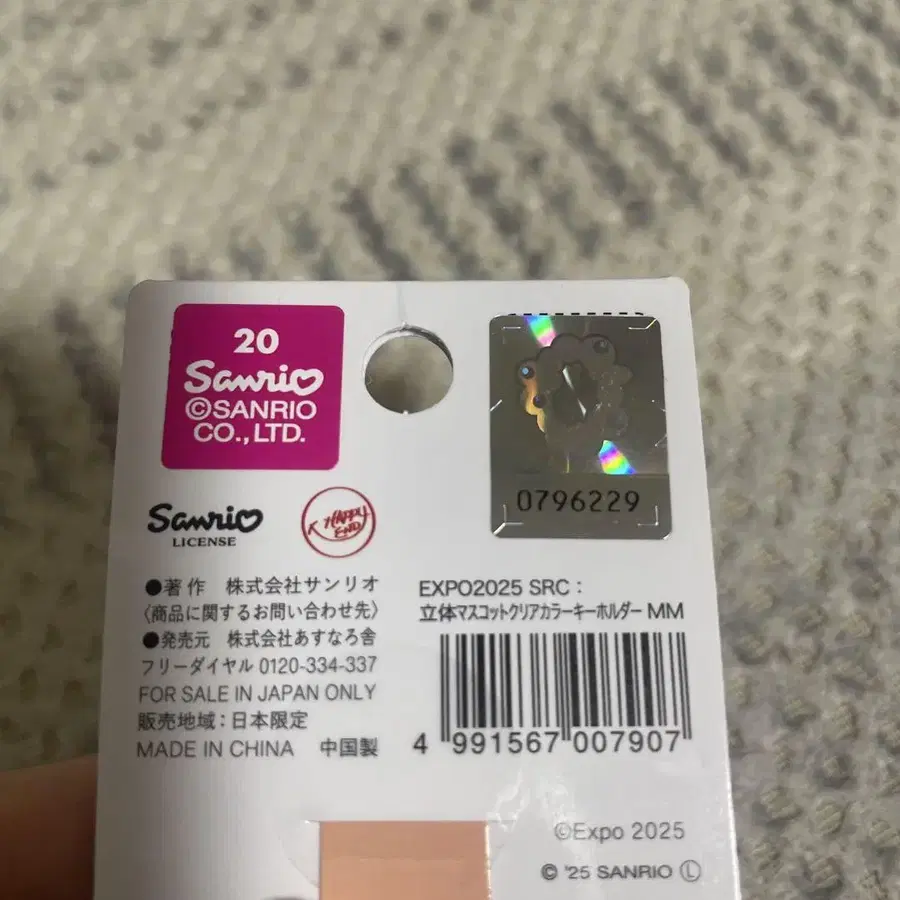 20
Sanrio
©SANRIO
CO.,LTD.
0796229
Sanrio
LICENSE
HAPPY
END
●著作 株式会社サンリオ
〈商品に関するお問い合わせ先〉
●発売元 株式会社あすなろ舎
フリーダイヤル 0120-334-337
FOR SALE IN JAPAN ONLY
販売地域：日本限定
MADE IN CHINA 中国製
EXPO2025 SRC：
立体マスコットクリアカラーキーホルダー MM
4 991567 007907
©Expo 2025
© '25 SANRIO Ⓛ